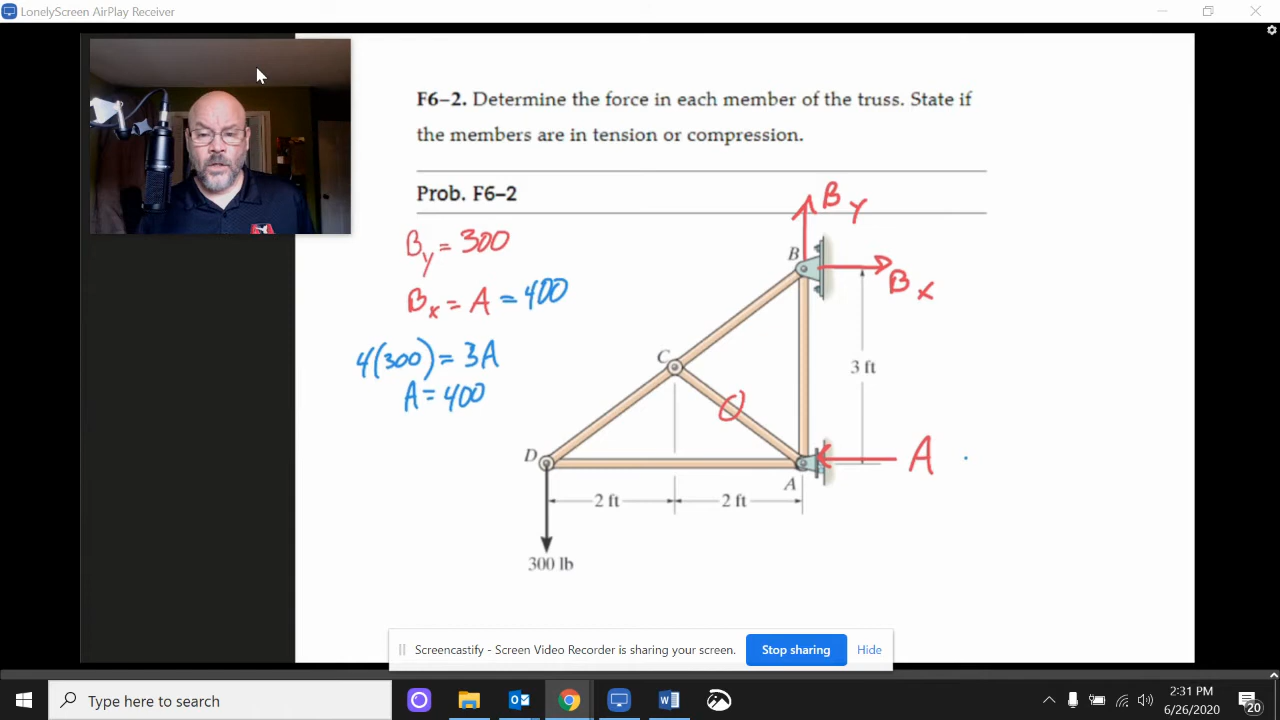 LonelyScreen AirPlay Receiver
F6–2. Determine the force in each member of the truss. State if
the members are in tension or compression.
Prob. F6–2
By = 300
Bx = A = 400
4(300) = 3A
A = 400
By
B
Bx
C
3 ft
O
D
A
A
2 ft
2 ft
300 lb
Screencastify - Screen Video Recorder is sharing your screen.
Stop sharing
Hide
Type here to search
2:31 PM
6/26/2020
20